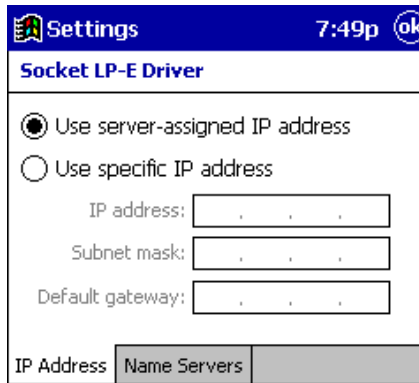 Settings 7:49p ok
Socket LP-E Driver
Use server-assigned IP address
Use specific IP address
IP address: . . .
Subnet mask: . . .
Default gateway: . . .
IP Address Name Servers